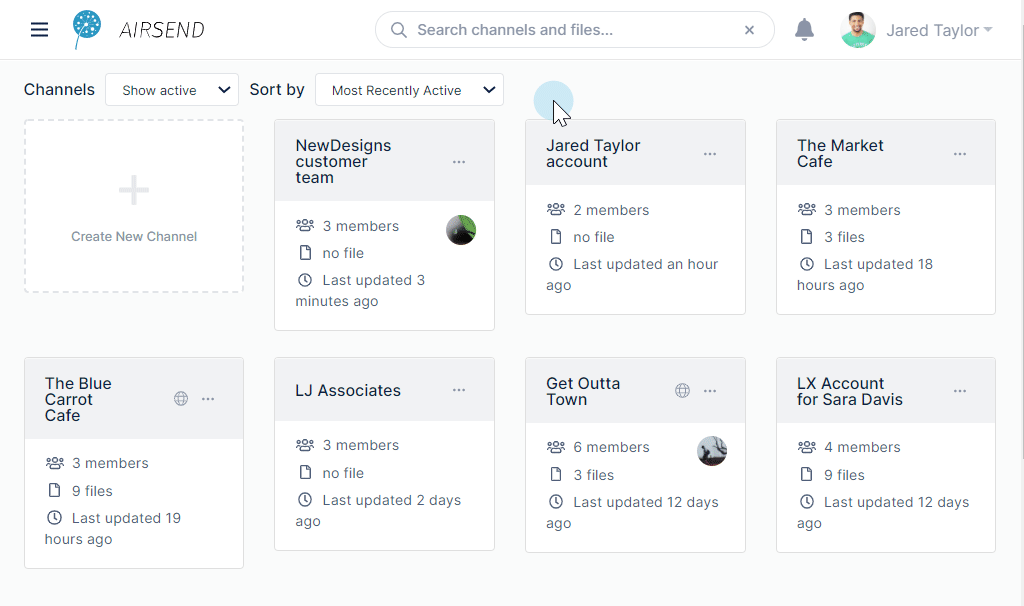 AIRSEND
Search channels and files...
Jared Taylor
Channels
Show active
Sort by
Most Recently Active
Create New Channel
NewDesigns
customer
team
3 members
no file
Last updated 3
minutes ago
Jared Taylor
account
2 members
no file
Last updated an hour
ago
The Market
Cafe
3 members
3 files
Last updated 18
hours ago
The Blue
Carrot
Cafe
3 members
9 files
Last updated 19
hours ago
LJ Associates
3 members
no file
Last updated 2 days
ago
Get Outta
Town
6 members
3 files
Last updated 12 days
ago
LX Account
for Sara Davis
4 members
9 files
Last updated 12 days
ago